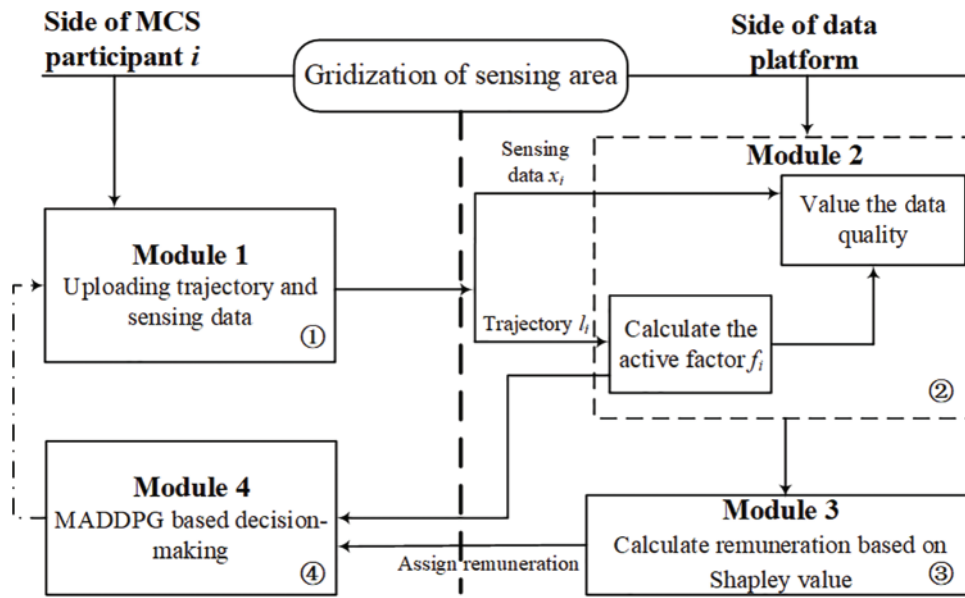 Side of MCS
participant i
Gridization of sensing area
Side of data
platform
Module 1
Uploading trajectory and
sensing data
①
Sensing
data xᵢ
Trajectory lᵢ
Module 2
Value the data
quality
Calculate the
active factor fᵢ
②
Module 4
MADDPG based decision-
making
④
Assign remuneration
Module 3
Calculate remuneration based on
Shapley value
③